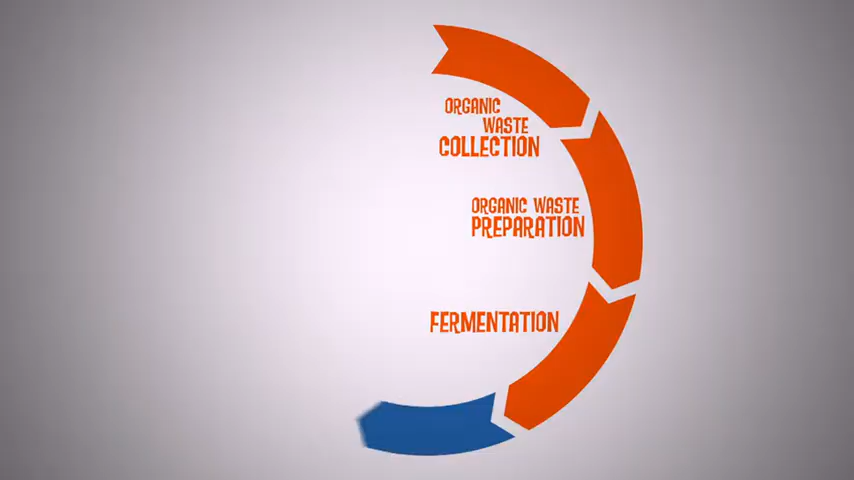 ORGANIC
WASTE
COLLECTION
ORGANIC WASTE
PREPARATION
FERMENTATION